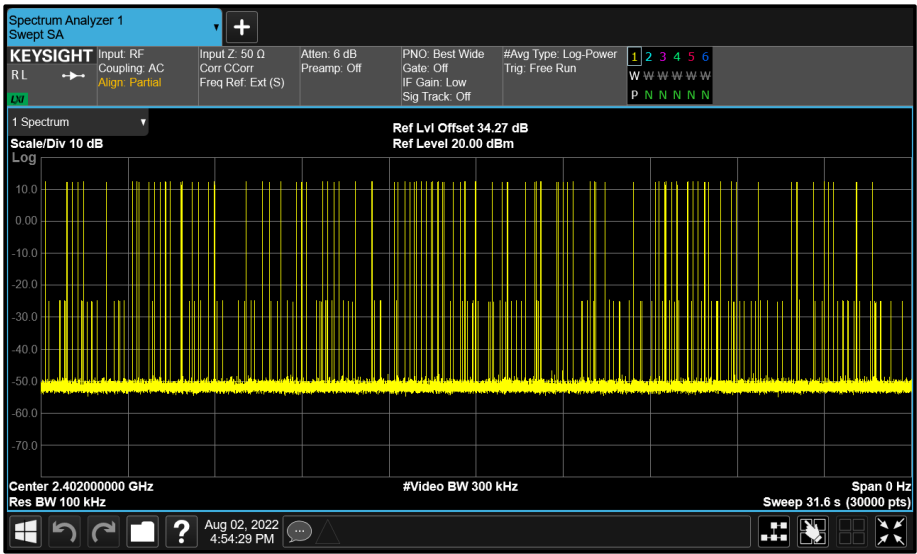 Spectrum Analyzer 1
Swept SA
+
KEYSIGHT
R L
LXI
Input: RF
Coupling: AC
Align: Partial
Input Z: 50 Ω
Corr CCorr
Freq Ref: Ext (S)
Atten: 6 dB
Preamp: Off
PNO: Best Wide
Gate: Off
IF Gain: Low
Sig Track: Off
#Avg Type: Log-Power
Trig: Free Run
1 2 3 4 5 6
W W W W W W
P N N N N N
1 Spectrum
Scale/Div 10 dB
Ref Lvl Offset 34.27 dB
Ref Level 20.00 dBm
Log
10.0
0.00
-10.0
-20.0
-30.0
-40.0
-50.0
-60.0
-70.0
Center 2.402000000 GHz
#Video BW 300 kHz
Span 0 Hz
Res BW 100 kHz
Sweep 31.6 s (30000 pts)
?
Aug 02, 2022
4:54:29 PM